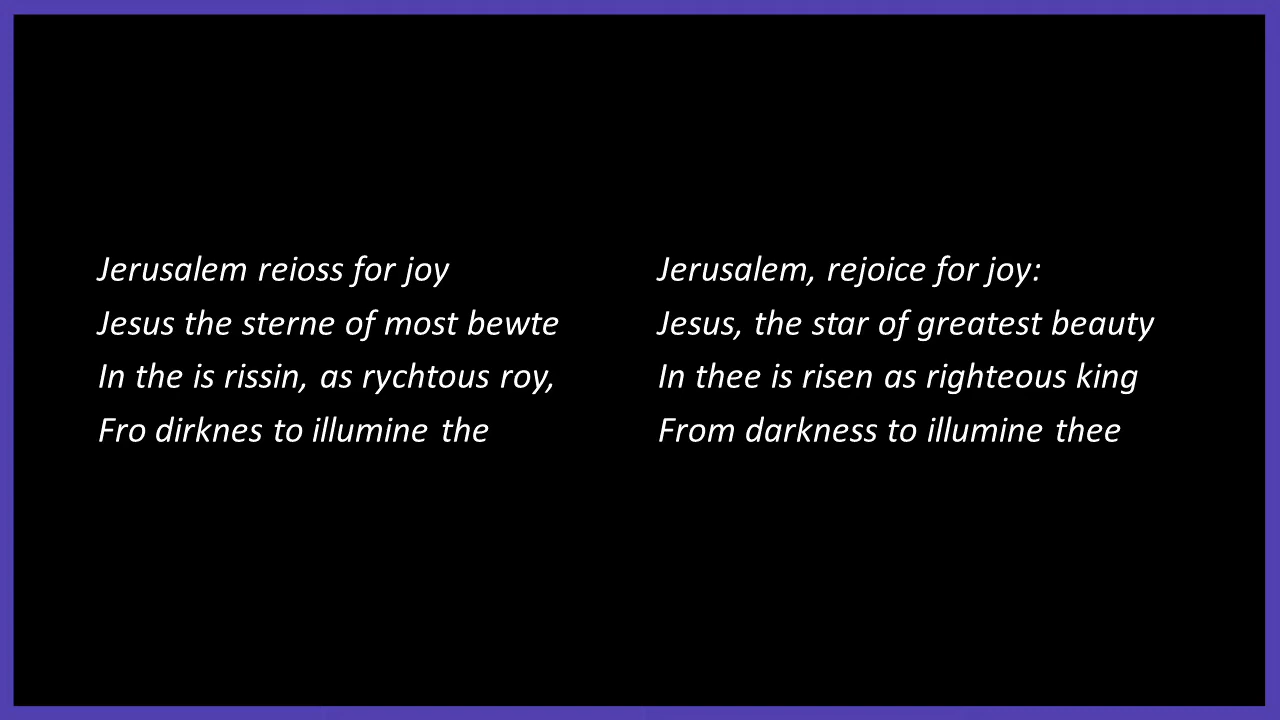 Jerusalem reioss for joy
Jesus the sterne of most bewte
In the is rissin, as rychtous roy,
Fro dirknes to illumine the
Jerusalem, rejoice for joy:
Jesus, the star of greatest beauty
In thee is risen as righteous king
From darkness to illumine thee